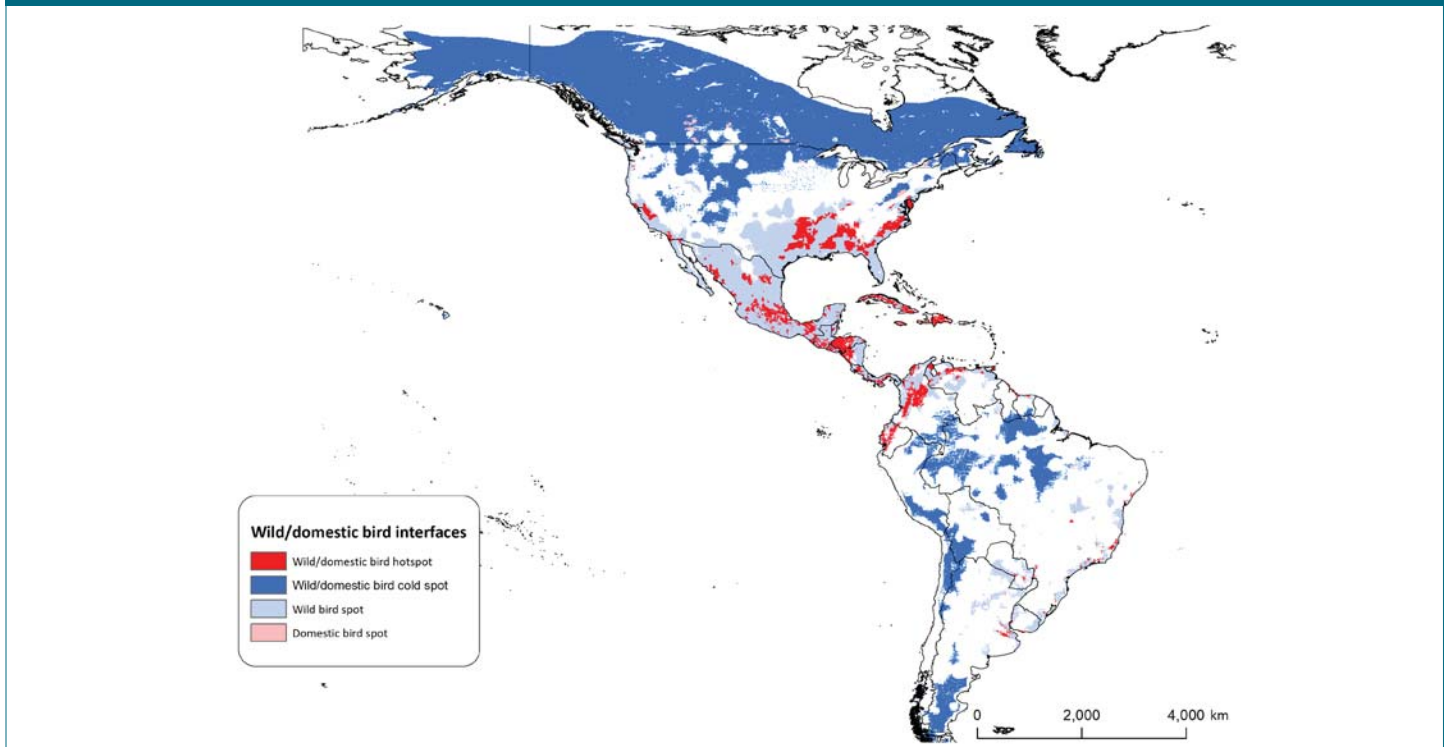 Wild/domestic bird interfaces
Wild/domestic bird hotspot
Wild/domestic bird cold spot
Wild bird spot
Domestic bird spot
0 2,000 4,000 km